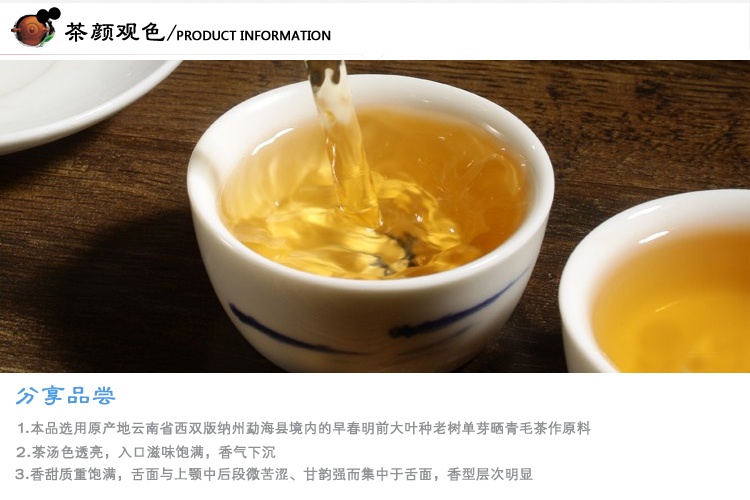 茶颜观色/PRODUCT INFORMATION
分享品尝
1.本品选用原产地云南省西双版纳州勐海县境内的早春明前大叶种老树单芽晒青毛茶作原料
2.茶汤色透亮，入口滋味饱满，香气下沉
3.香甜质重饱满，舌面与上颚中后段微苦涩、甘韵强而集中于舌面，香型层次明显